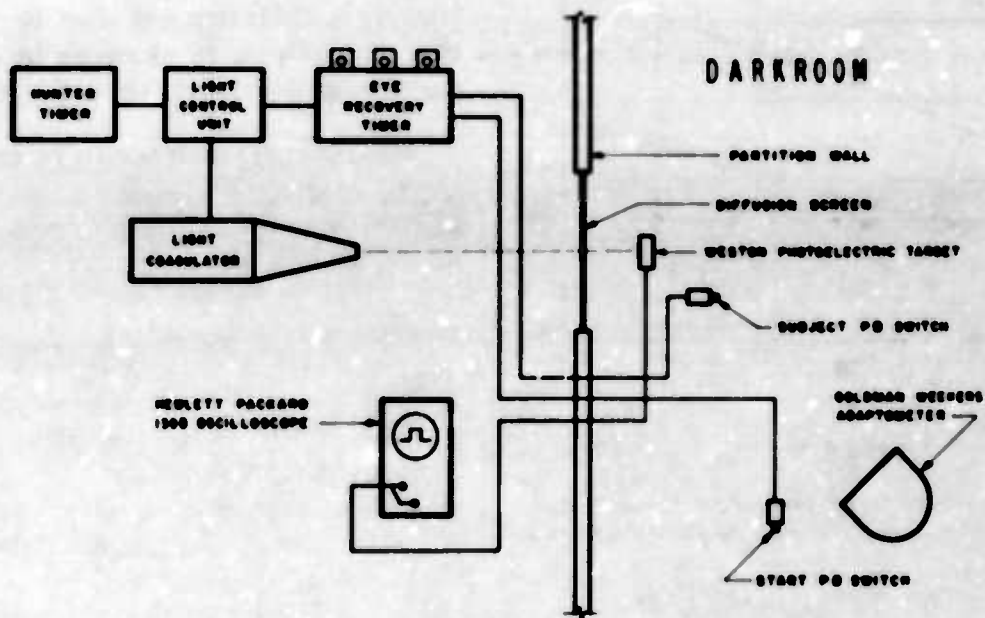 DARKROOM
HUNTER
TIMER
LIGHT
CONTROL
UNIT
EYE
RECOVERY
TIMER
PARTITION WALL
DIFFUSION SCREEN
LIGHT
COAGULATOR
WESTON PHOTOELECTRIC TARGET
SUBJECT PB SWITCH
HEWLETT PACKARD
1300 OSCILLOSCOPE
GOLDMAN WEEKERS
ADAPTOMETER
START PB SWITCH